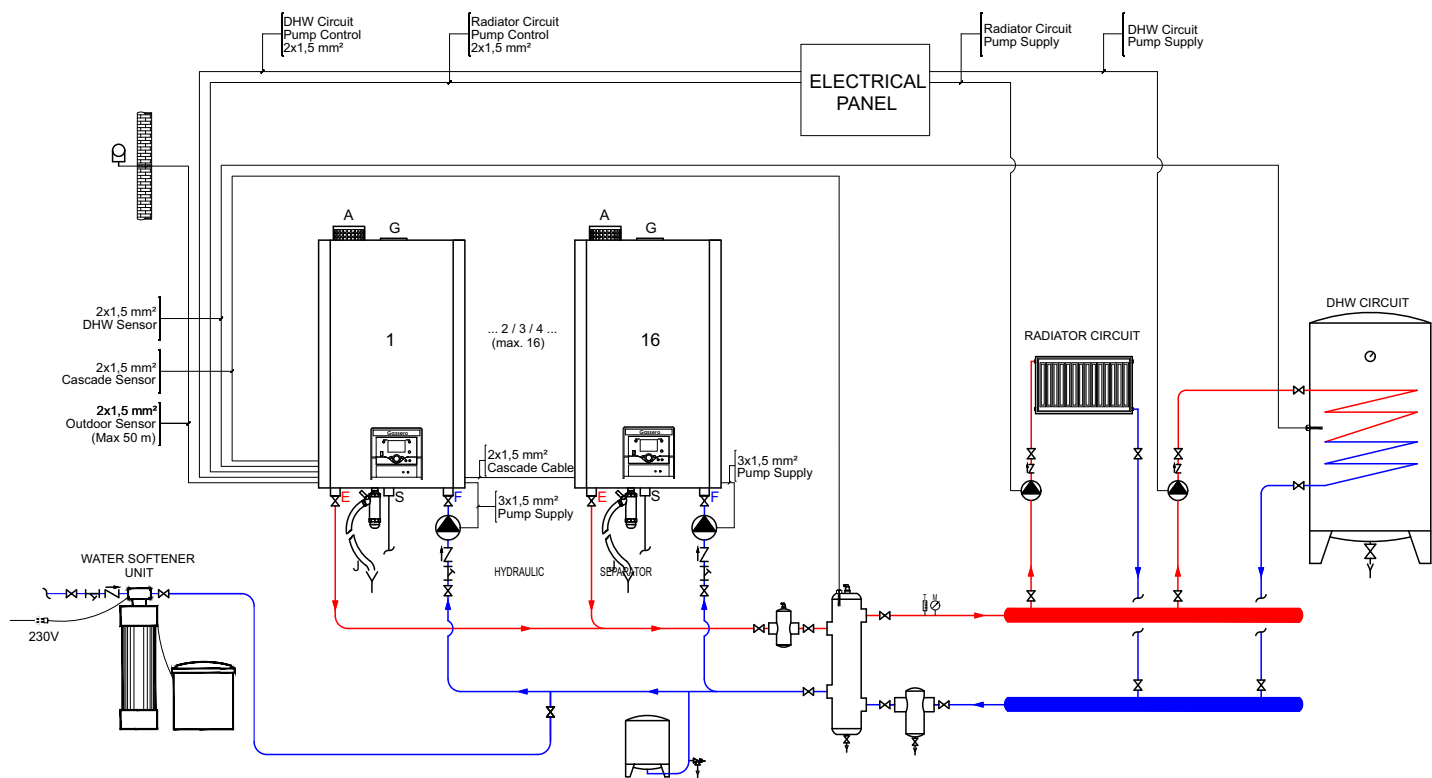 DHW Circuit
Pump Control
2x1,5 mm²
Radiator Circuit
Pump Control
2x1,5 mm²
Radiator Circuit
Pump Supply
DHW Circuit
Pump Supply
ELECTRICAL
PANEL
A
G
A
G
2x1,5 mm²
DHW Sensor
1
... 2 / 3 / 4 ...
(max. 16)
16
DHW CIRCUIT
RADIATOR CIRCUIT
2x1,5 mm²
Cascade Sensor
2x1,5 mm²
Outdoor Sensor
(Max 50 m)
Gassero
Gassero
2x1,5 mm²
Cascade Cable
3x1,5 mm²
Pump Supply
E
S
F
E
S
F
3x1,5 mm²
Pump Supply
WATER SOFTENER
UNIT
J
HYDRAULIC
SEPARATOR
J
T
M
230V